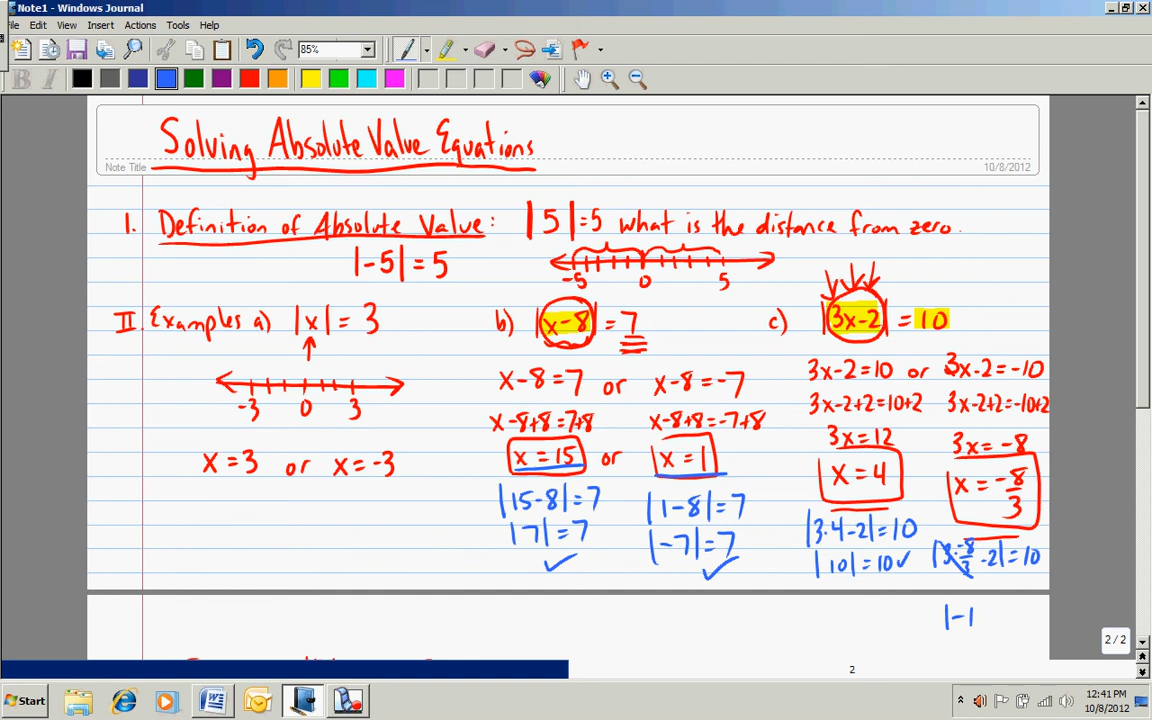 Note1 - Windows Journal
File Edit View Insert Actions Tools Help
85%
B I
Solving Absolute Value Equations
Note Title
10/8/2012
1. Definition of Absolute Value: |5|=5 what is the distance from zero.
|-5| = 5
-5 0 5
II. Examples a) |x| = 3 b) |x-8| = 7 c) |3x-2| = 10
-3 0 3
x = 3 or x = -3
x-8=7 or x-8=-7
x-8+8=7+8 x-8+8=-7+8
x = 15 or x = 1
|15-8|=7 |1-8|=7
|7|=7 |-7|=7
✓ ✓
3x-2=10 or 3x-2=-10
3x-2+2=10+2 3x-2+2=-10+2
3x=12 3x=-8
x=4 x=-8/3
|3·4-2|=10 |3·-8/3-2|=10
|10|=10✓
|-1
2
2 / 2
Start
12:41 PM
10/8/2012